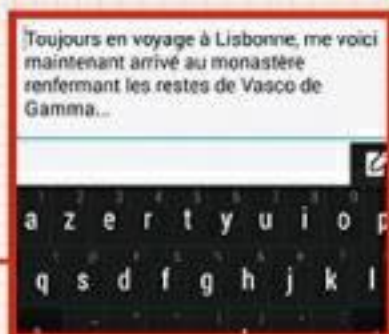 Toujours en voyage à Lisbonne, me voici
maintenant arrivé au monastère
renfermant les restes de Vasco de
Gamma...
a z e r t y u i o p
q s d f g h j k l